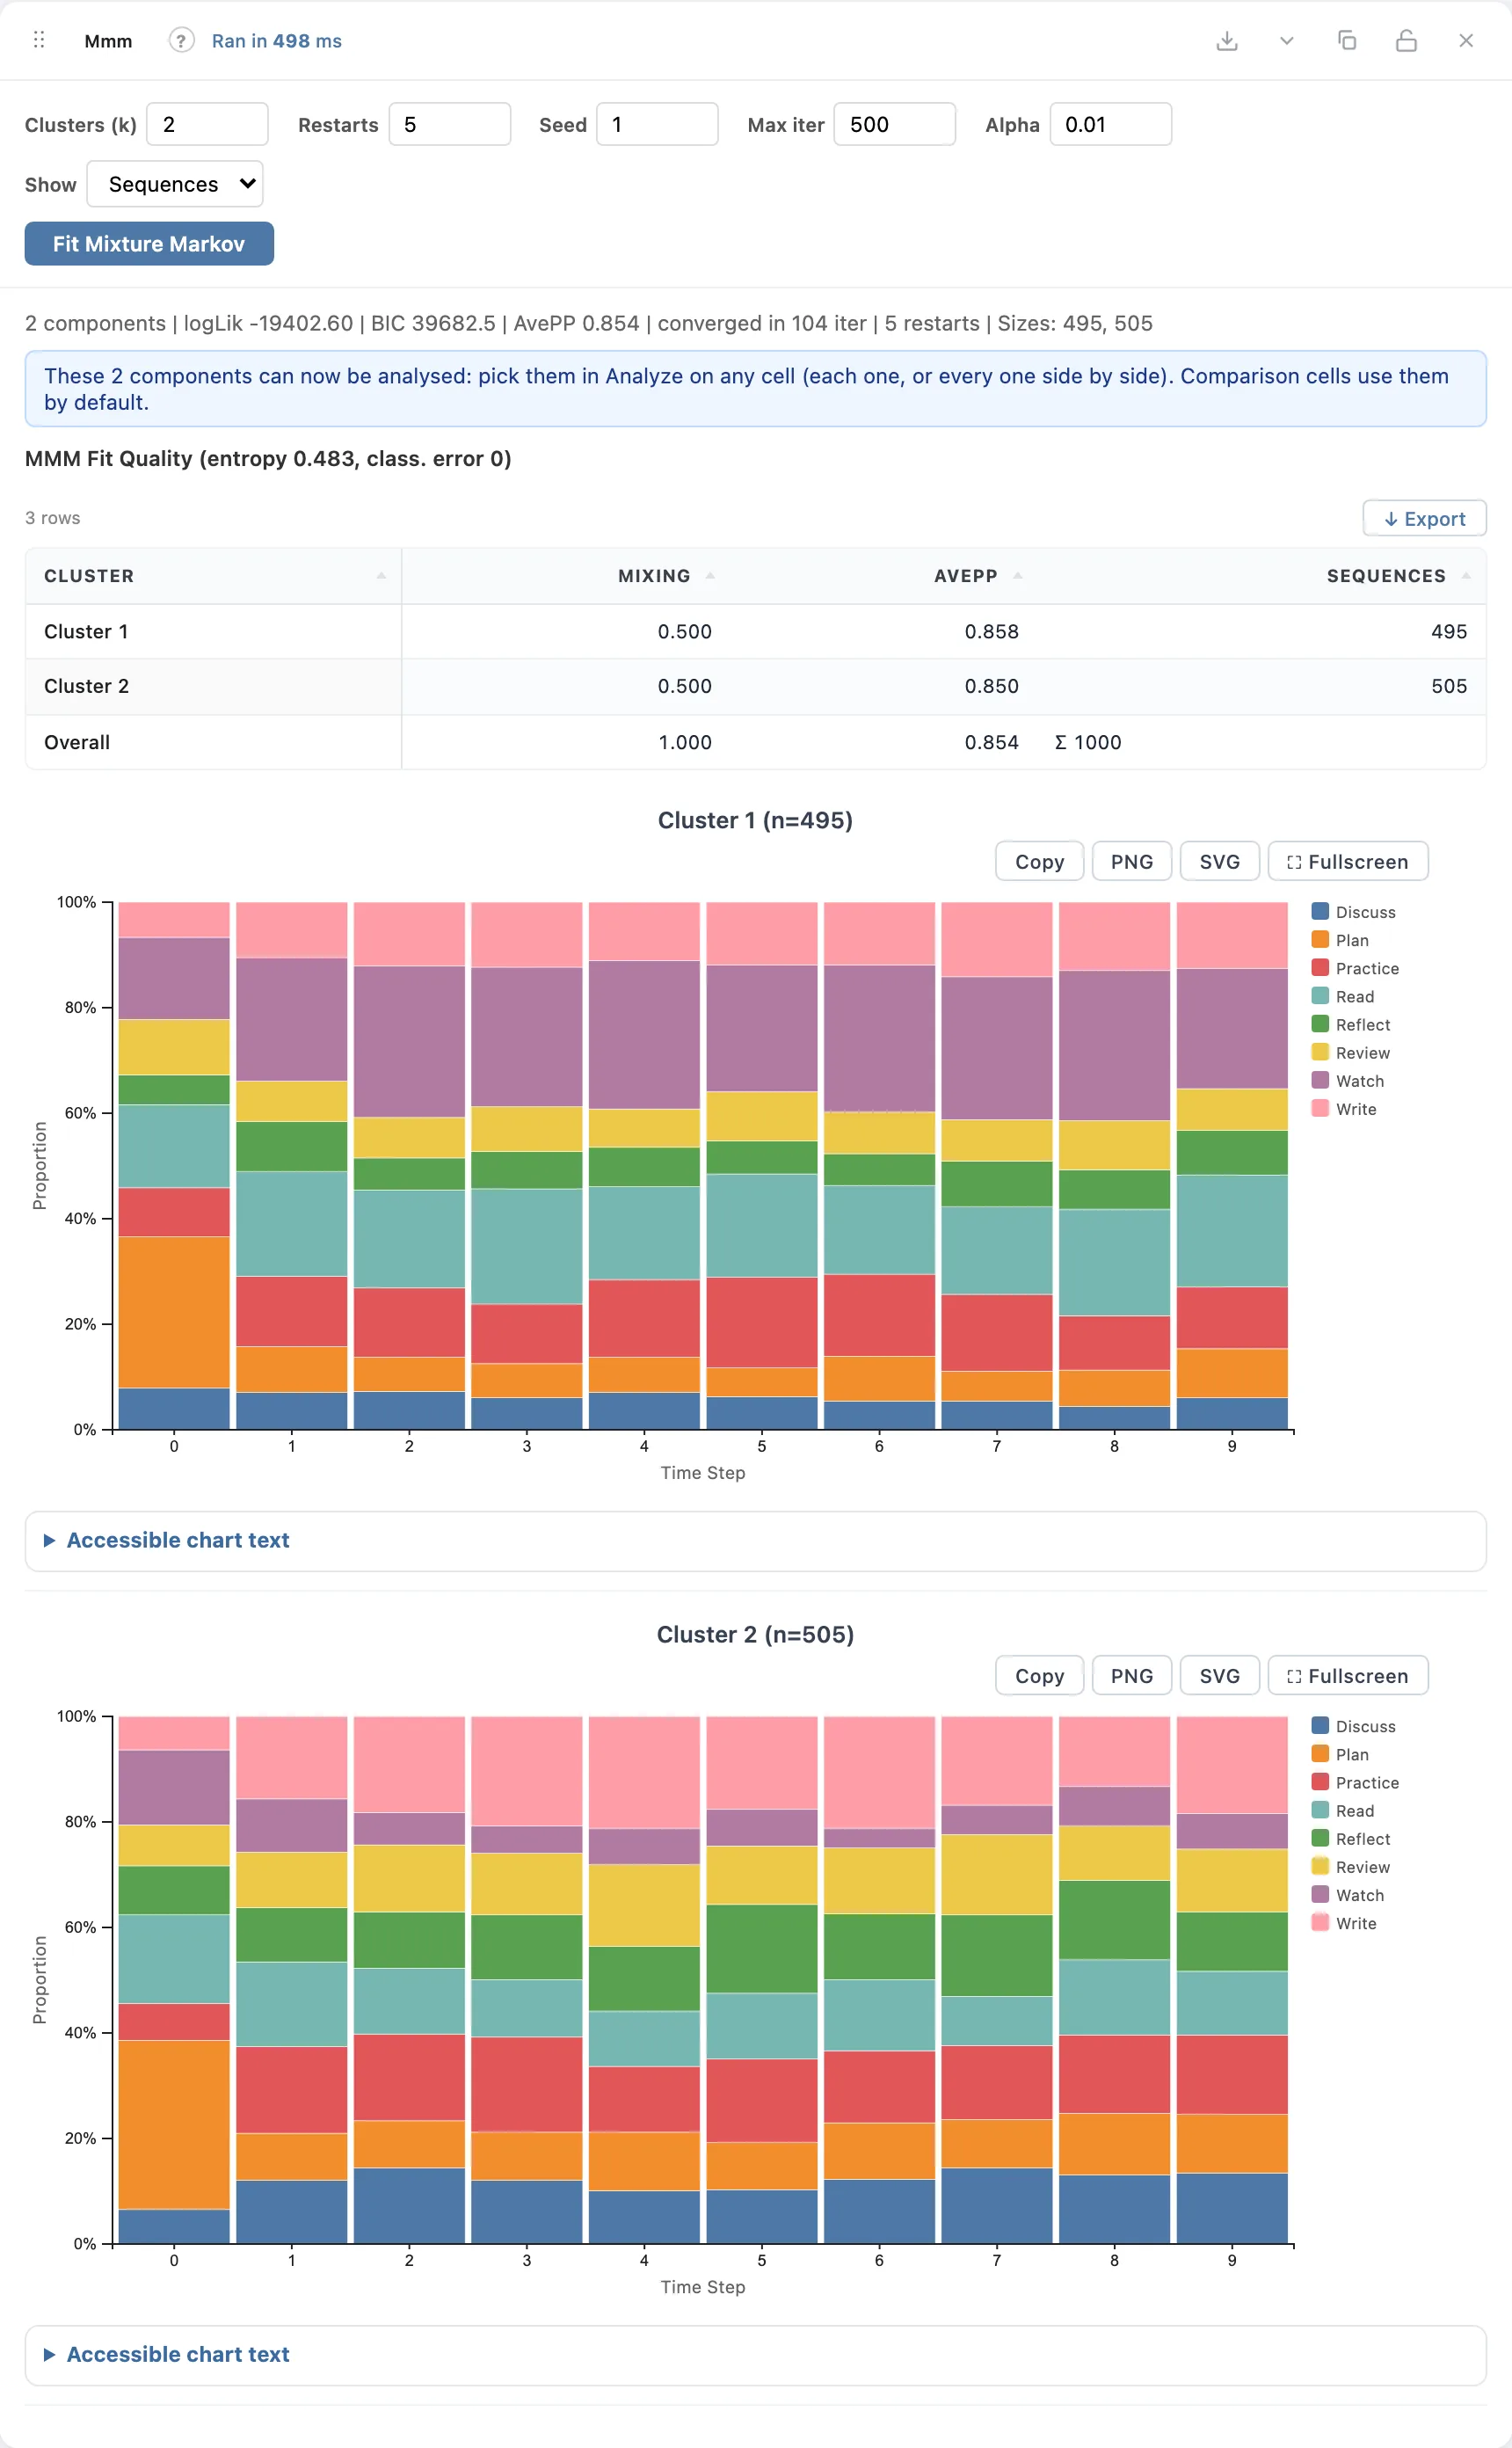 Mmm ? Ran in 498 ms
Clusters (k) 2 Restarts 5 Seed 1 Max iter 500 Alpha 0.01
Show Sequences
Fit Mixture Markov
2 components | logLik -19402.60 | BIC 39682.5 | AvePP 0.854 | converged in 104 iter | 5 restarts | Sizes: 495, 505
These 2 components can now be analysed: pick them in Analyze on any cell (each one, or every one side by side). Comparison cells use them
by default.
MMM Fit Quality (entropy 0.483, class. error 0)
3 rows ↓ Export
CLUSTER MIXING AVEPP SEQUENCES
Cluster 1 0.500 0.858 495
Cluster 2 0.500 0.850 505
Overall 1.000 0.854 Σ 1000
Cluster 1 (n=495)
Copy PNG SVG Fullscreen
100%
80%
60%
40%
20%
0%
Proportion
0 1 2 3 4 5 6 7 8 9
Time Step
Discuss
Plan
Practice
Read
Reflect
Review
Watch
Write
Accessible chart text
Cluster 2 (n=505)
Copy PNG SVG Fullscreen
100%
80%
60%
40%
20%
0%
Proportion
0 1 2 3 4 5 6 7 8 9
Time Step
Discuss
Plan
Practice
Read
Reflect
Review
Watch
Write
Accessible chart text